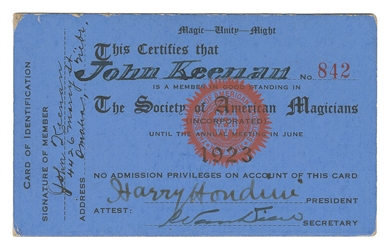 Magic—Unity—Might
This Certifies that
John Keenan No. 842
IS A MEMBER IN GOOD STANDING IN
The Society of American Magicians
INCORPORATED
UNTIL THE ANNUAL MEETING IN JUNE
1923
NO ADMISSION PRIVILEGES ON ACCOUNT OF THIS CARD
Harry Houdini PRESIDENT
ATTEST:
SECRETARY
CARD OF IDENTIFICATION
SIGNATURE OF MEMBER John Keenan
ADDRESS Omaha, Nebr.